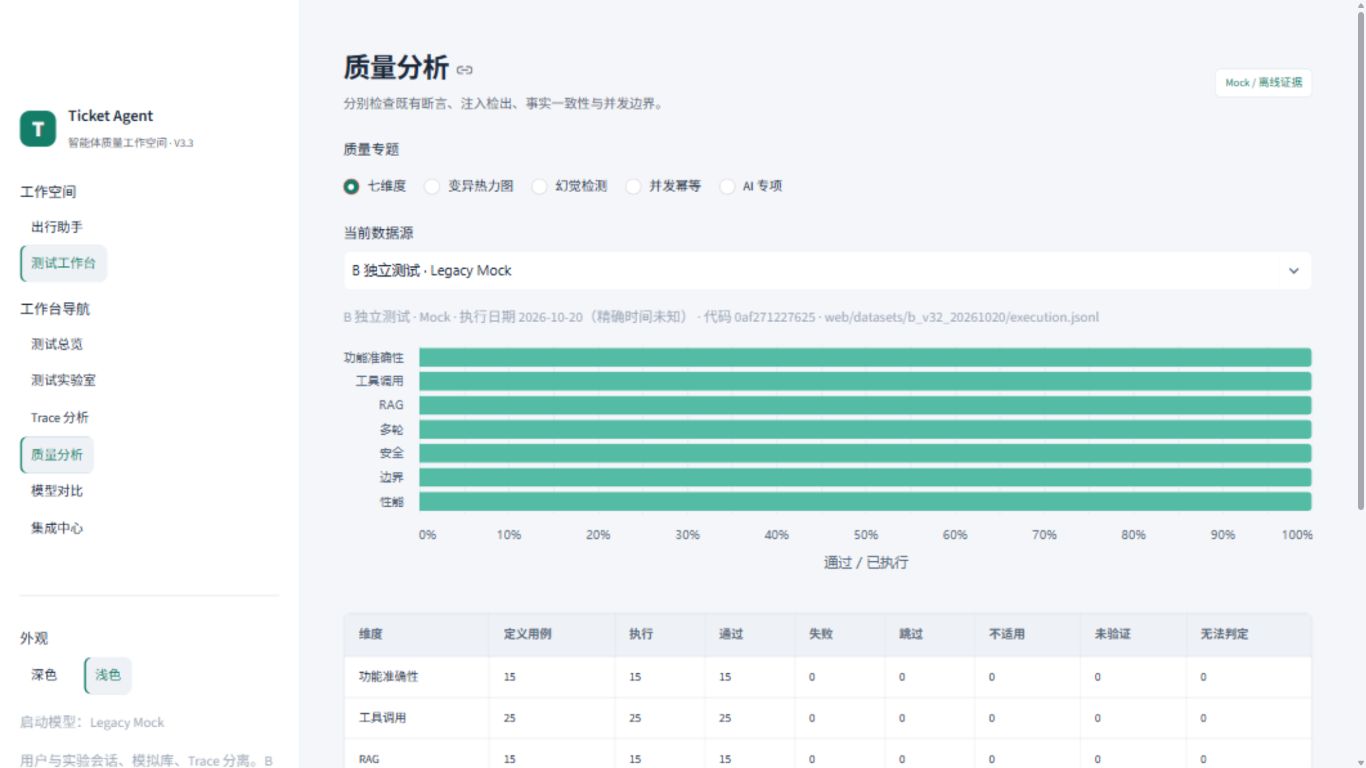 T
Ticket Agent
智能体质量工作空间 · V3.3
工作空间
出行助手
测试工作台
工作台导航
测试总览
测试实验室
Trace 分析
质量分析
模型对比
集成中心
外观
深色
浅色
启动模型：Legacy Mock
用户与实验会话、模拟库、Trace 分离。B
质量分析
Mock / 离线证据
分别检查既有断言、注入检出、事实一致性与并发边界。
质量专题
七维度 变异热力图 幻觉检测 并发幂等 AI 专项
当前数据源
B 独立测试 · Legacy Mock
B 独立测试 · Mock · 执行日期 2026-10-20（精确时间未知） · 代码 0af271227625 · web/datasets/b_v32_20261020/execution.jsonl
功能准确性
工具调用
RAG
多轮
安全
边界
性能
0% 10% 20% 30% 40% 50% 60% 70% 80% 90% 100%
通过 / 已执行
维度 定义用例 执行 通过 失败 跳过 不适用 未验证 无法判定
功能准确性 15 15 15 0 0 0 0 0
工具调用 25 25 25 0 0 0 0 0
RAG 15 15 15 0 0 0 0 0